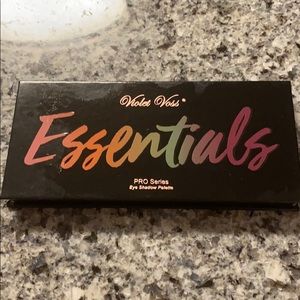 Violet Voss®
Essentials
PRO Series
Eye Shadow Palette